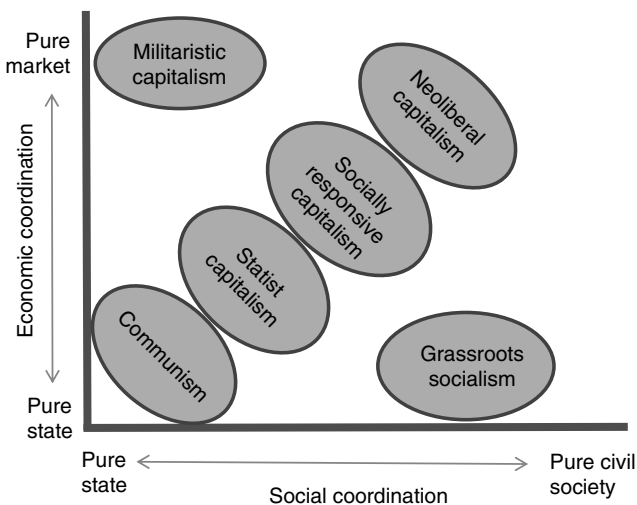 Pure
market
Militaristic
capitalism
Neoliberal
capitalism
Socially
responsive
capitalism
Economic coordination
Statist
capitalism
Communism
Grassroots
socialism
Pure
state
Pure
state
Social coordination
Pure civil
society